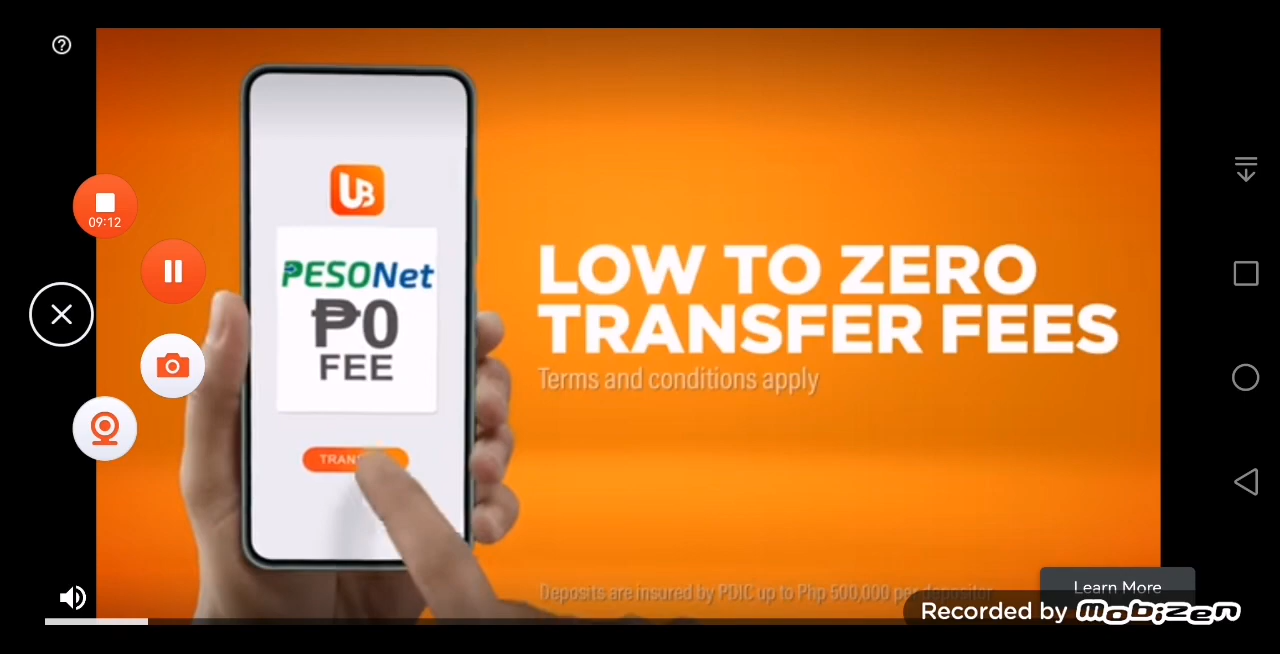 UB
PESONet
₱0
FEE
LOW TO ZERO
TRANSFER FEES
Terms and conditions apply
09:12
TRAN
Deposits are insured by PDIC up to Php 500,000 per depositor
Learn More
Recorded by mobizen